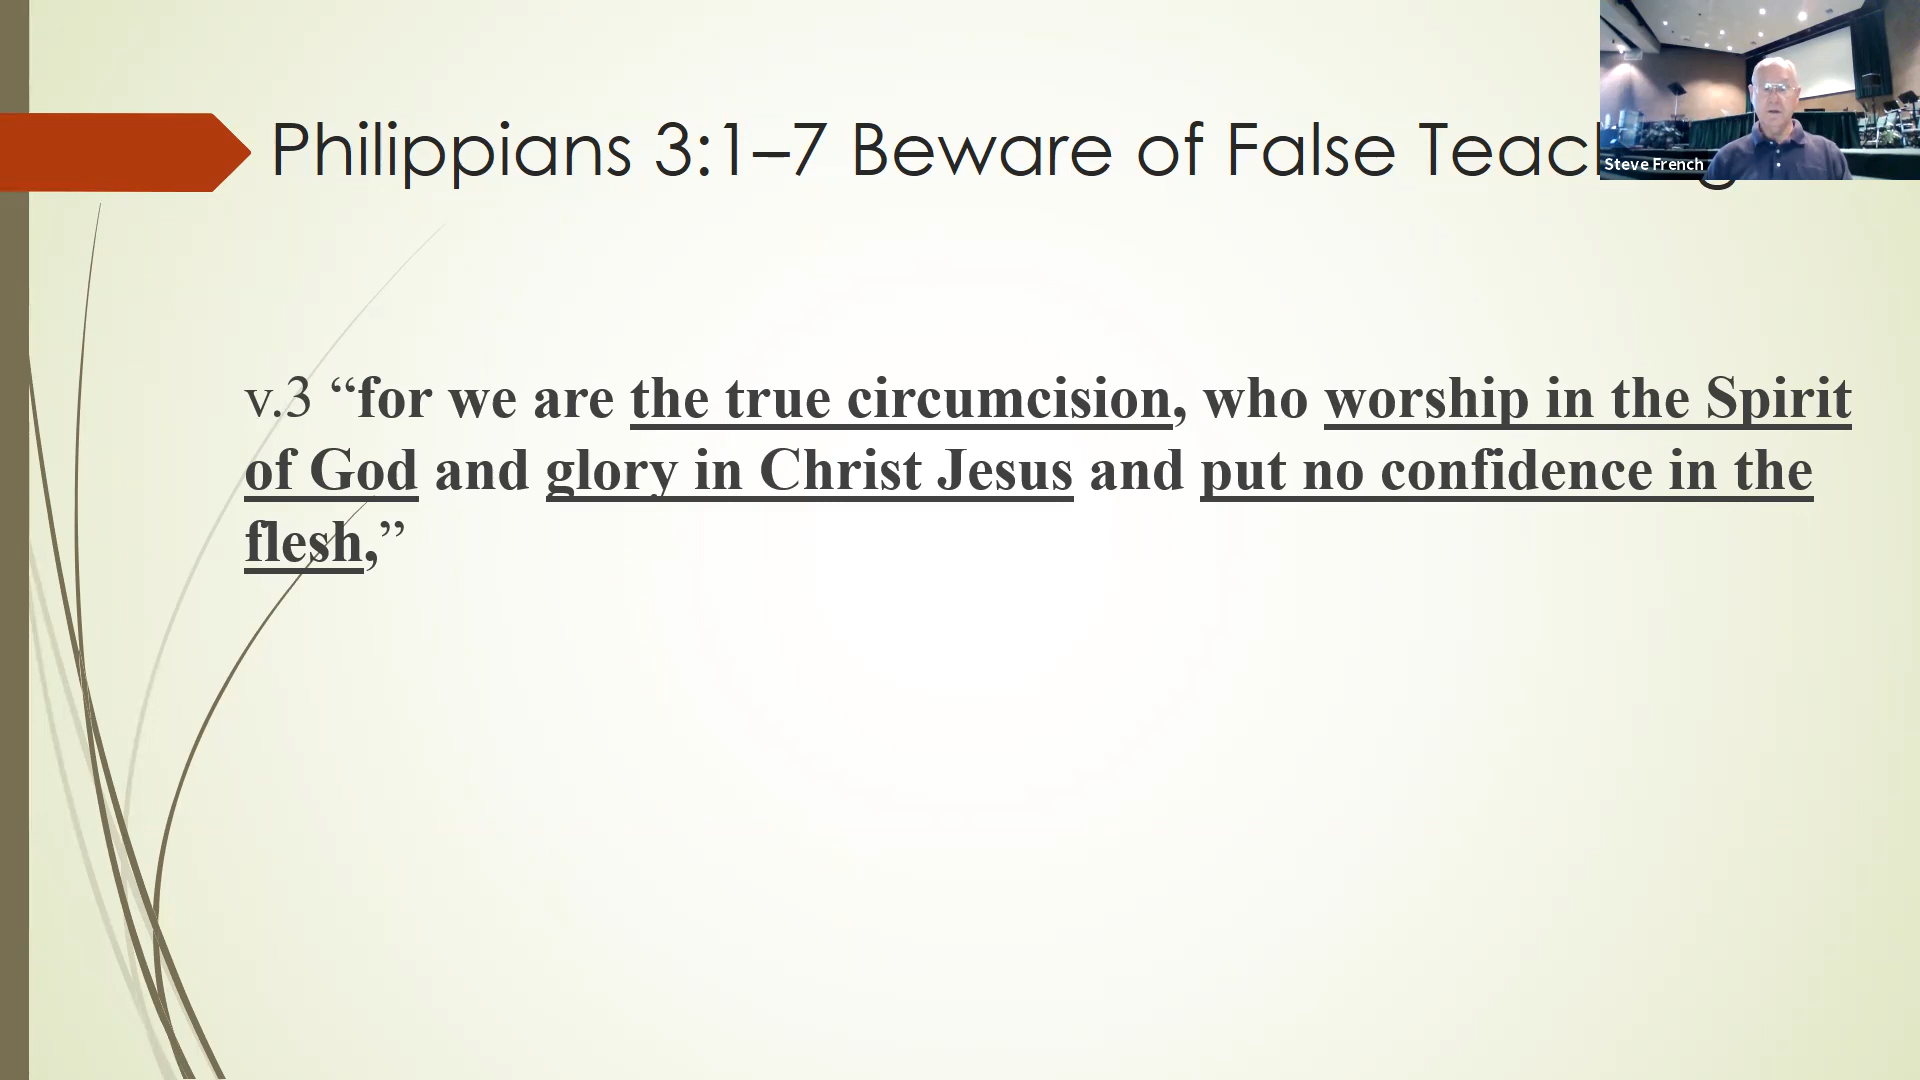 Philippians 3:1–7 Beware of False
Steve French
v.3 “for we are the true circumcision, who worship in the Spirit
of God and glory in Christ Jesus and put no confidence in the
flesh,”